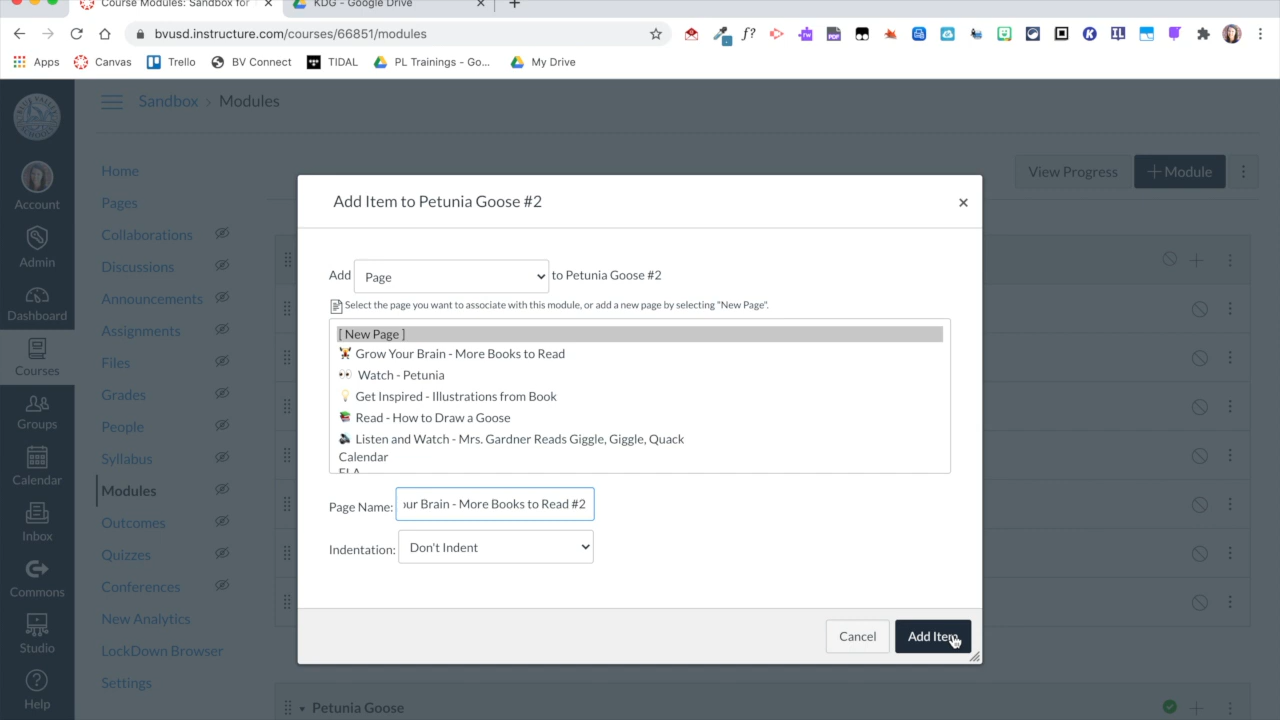 Course Modules: Sandbox for
KDG - Google Drive
bvusd.instructure.com/courses/66851/modules
Apps
Canvas
Trello
BV Connect
TIDAL
PL Trainings - Go...
My Drive
Sandbox › Modules
Account
Admin
Dashboard
Courses
Groups
Calendar
Inbox
Commons
Studio
Help
Home
Pages
Collaborations
Discussions
Announcements
Assignments
Files
Grades
People
Syllabus
Modules
Outcomes
Quizzes
Conferences
New Analytics
LockDown Browser
Settings
View Progress
+ Module
Add Item to Petunia Goose #2
Add Page to Petunia Goose #2
Select the page you want to associate with this module, or add a new page by selecting "New Page".
[ New Page ]
Grow Your Brain - More Books to Read
Watch - Petunia
Get Inspired - Illustrations from Book
Read - How to Draw a Goose
Listen and Watch - Mrs. Gardner Reads Giggle, Giggle, Quack
Calendar
ELA
Page Name: our Brain - More Books to Read #2
Indentation: Don't Indent
Cancel
Add Item
Petunia Goose